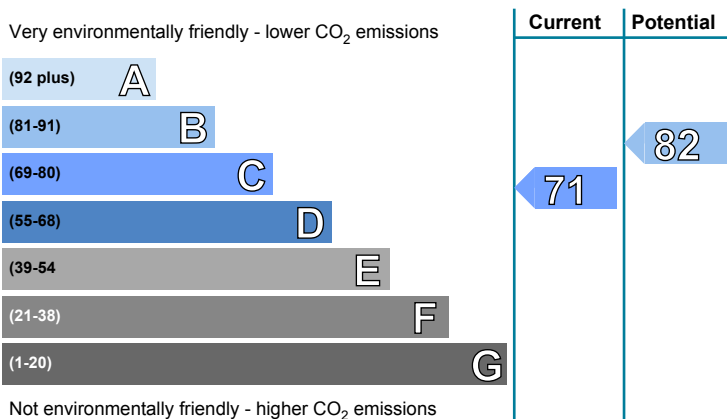 Very environmentally friendly - lower CO2 emissions
Current
Potential
(92 plus) A
(81-91) B
(69-80) C
(55-68) D
(39-54 E
(21-38) F
(1-20) G
71
82
Not environmentally friendly - higher CO2 emissions